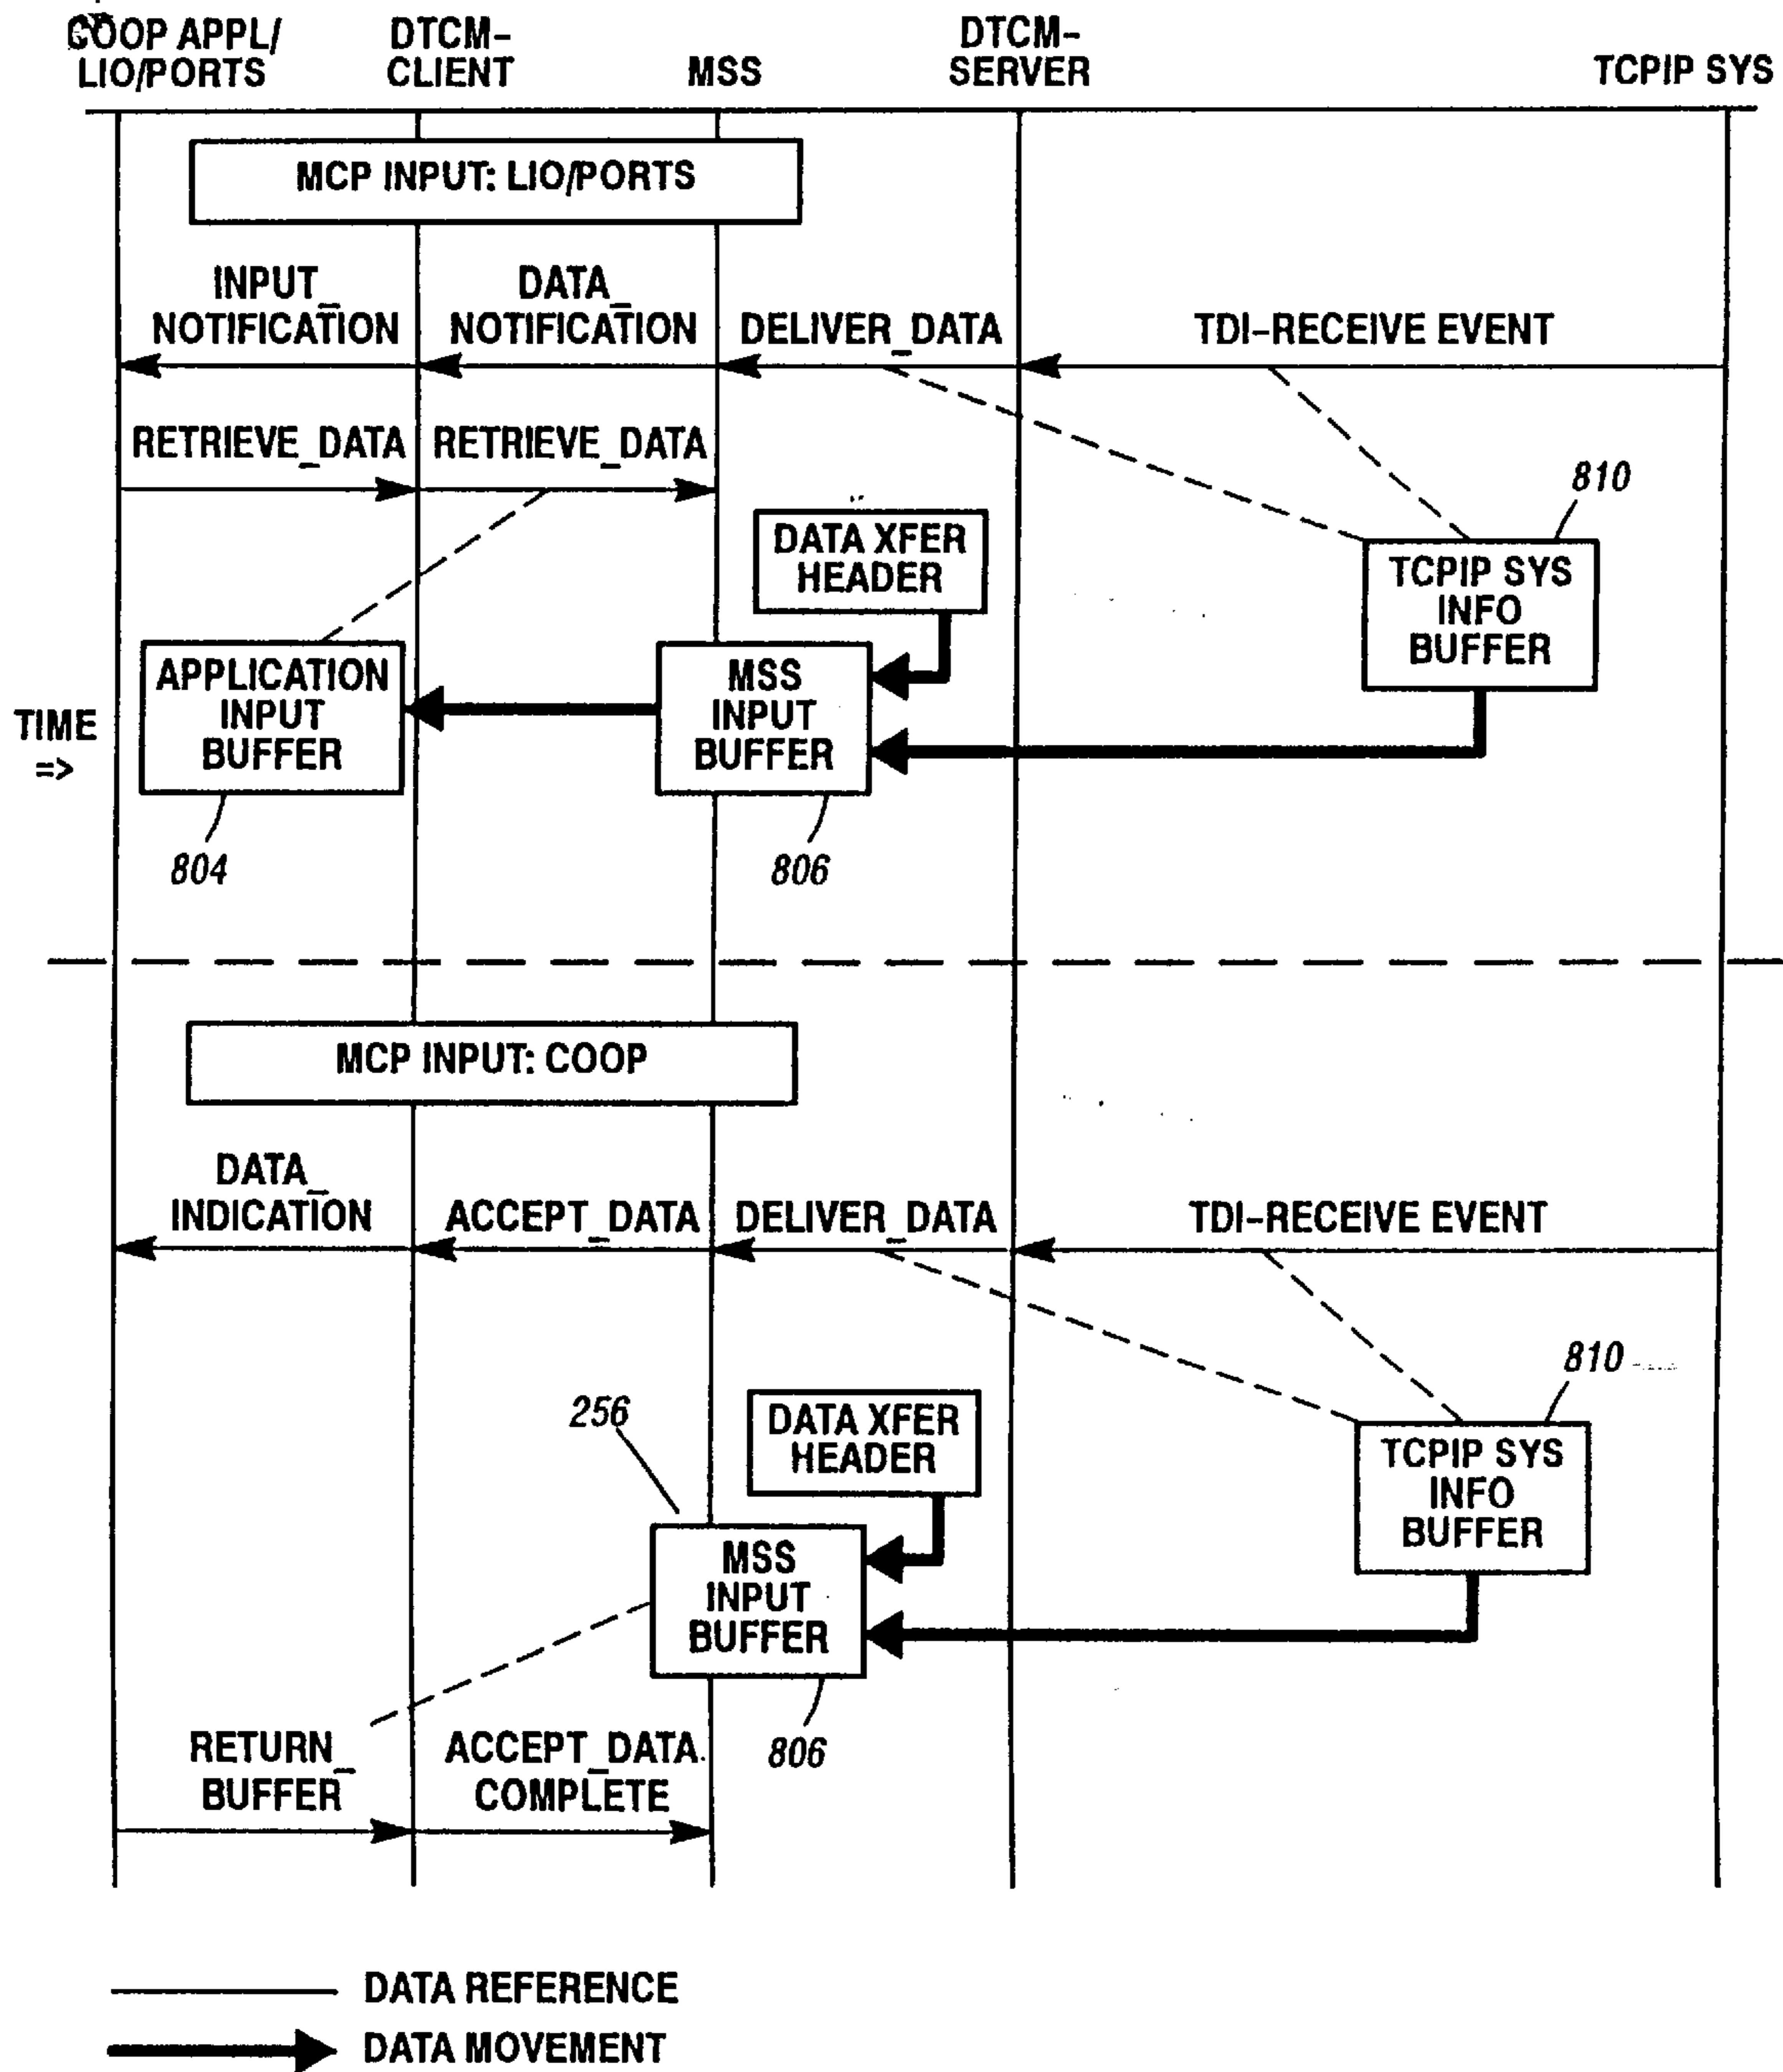 COOP APPL/
LIO/PORTS
DTCM-
CLIENT
MSS
DTCM-
SERVER
TCPIP SYS
MCP INPUT: LIO/PORTS
INPUT_
NOTIFICATION
DATA_
NOTIFICATION
DELIVER_DATA
TDI-RECEIVE EVENT
RETRIEVE_DATA
RETRIEVE_DATA
810
DATA XFER
HEADER
TCPIP SYS
INFO
BUFFER
APPLICATION
INPUT
BUFFER
MSS
INPUT
BUFFER
TIME
=>
804
806
MCP INPUT: COOP
DATA_
INDICATION
ACCEPT_DATA
DELIVER_DATA
TDI-RECEIVE EVENT
810
256
DATA XFER
HEADER
TCPIP SYS
INFO
BUFFER
MSS
INPUT
BUFFER
806
RETURN_
BUFFER
ACCEPT_DATA
COMPLETE
DATA REFERENCE
DATA MOVEMENT